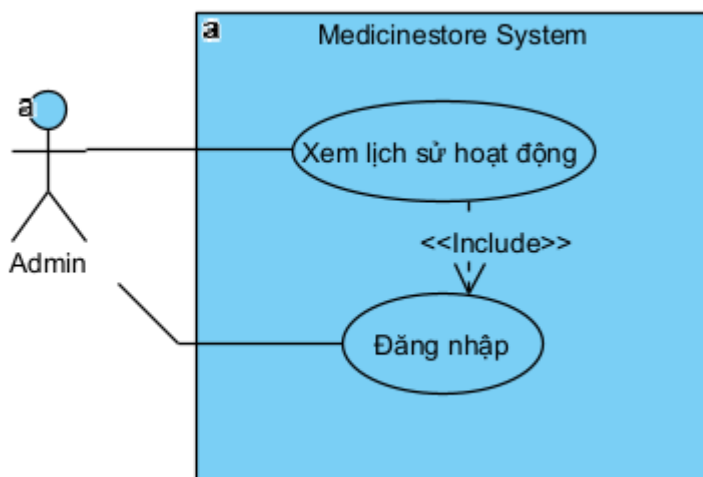 a
Medicinestore System
a
Xem lịch sử hoạt động
<<Include>>
Admin
Đăng nhập